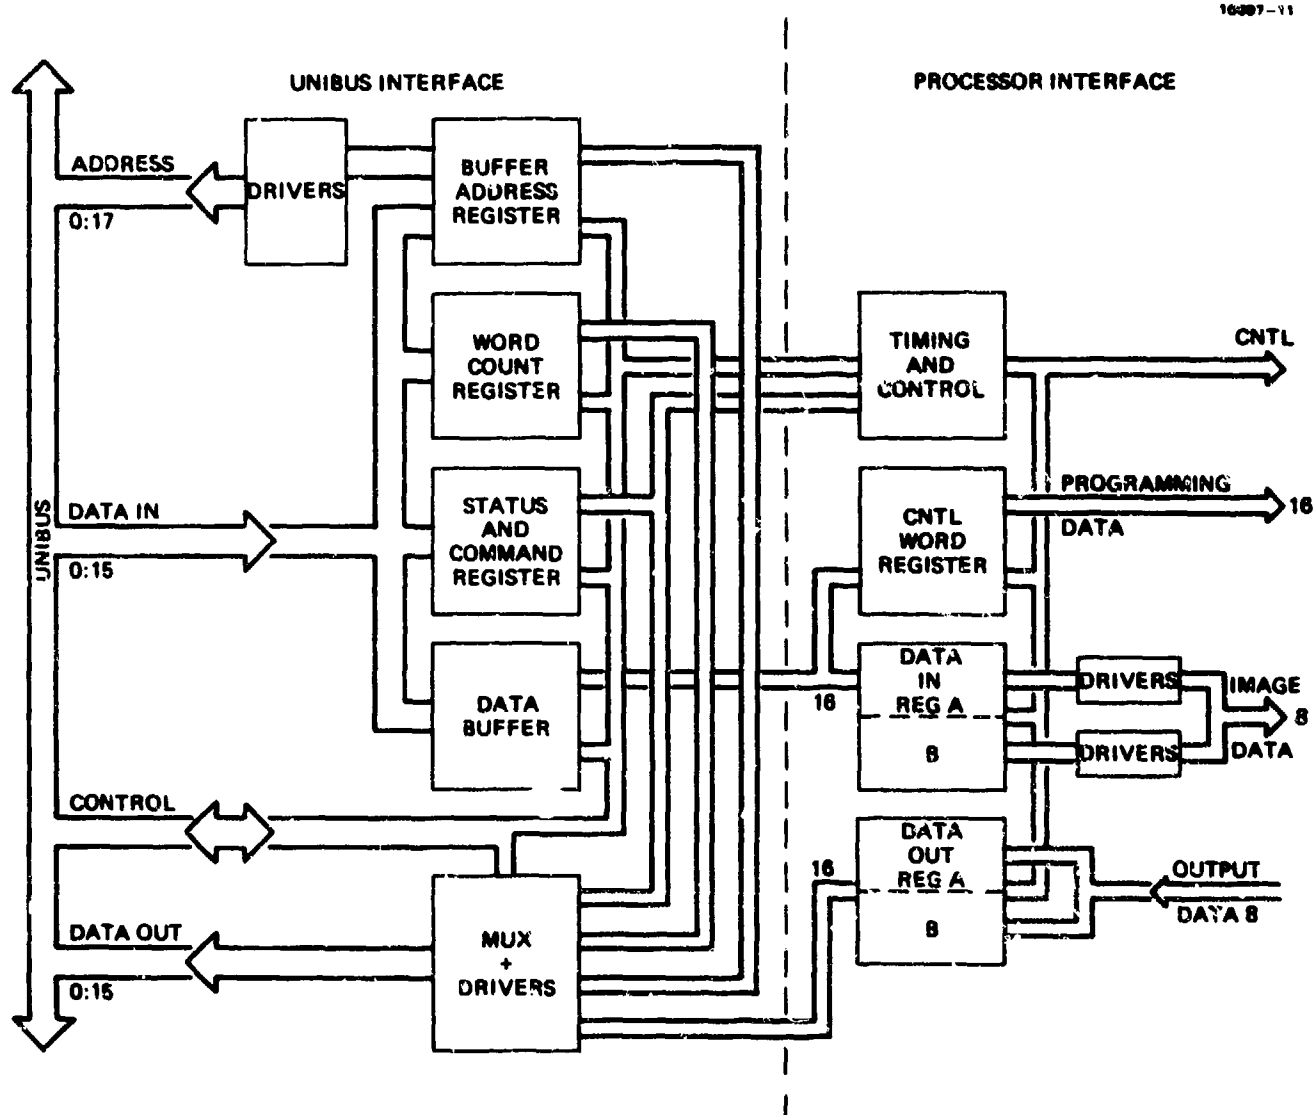 UNIBUS INTERFACE
PROCESSOR INTERFACE
ADDRESS
0:17
DRIVERS
BUFFER
ADDRESS
REGISTER
WORD
COUNT
REGISTER
TIMING
AND
CONTROL
CNTL
UNIBUS
DATA IN
0:15
STATUS
AND
COMMAND
REGISTER
CNTL
WORD
REGISTER
PROGRAMMING
DATA
16
DATA
BUFFER
16
DATA
IN
REG A
B
DRIVERS
DRIVERS
IMAGE
8
DATA
CONTROL
DATA OUT
0:15
MUX
+
DRIVERS
16
DATA
OUT
REG A
B
OUTPUT
DATA 8